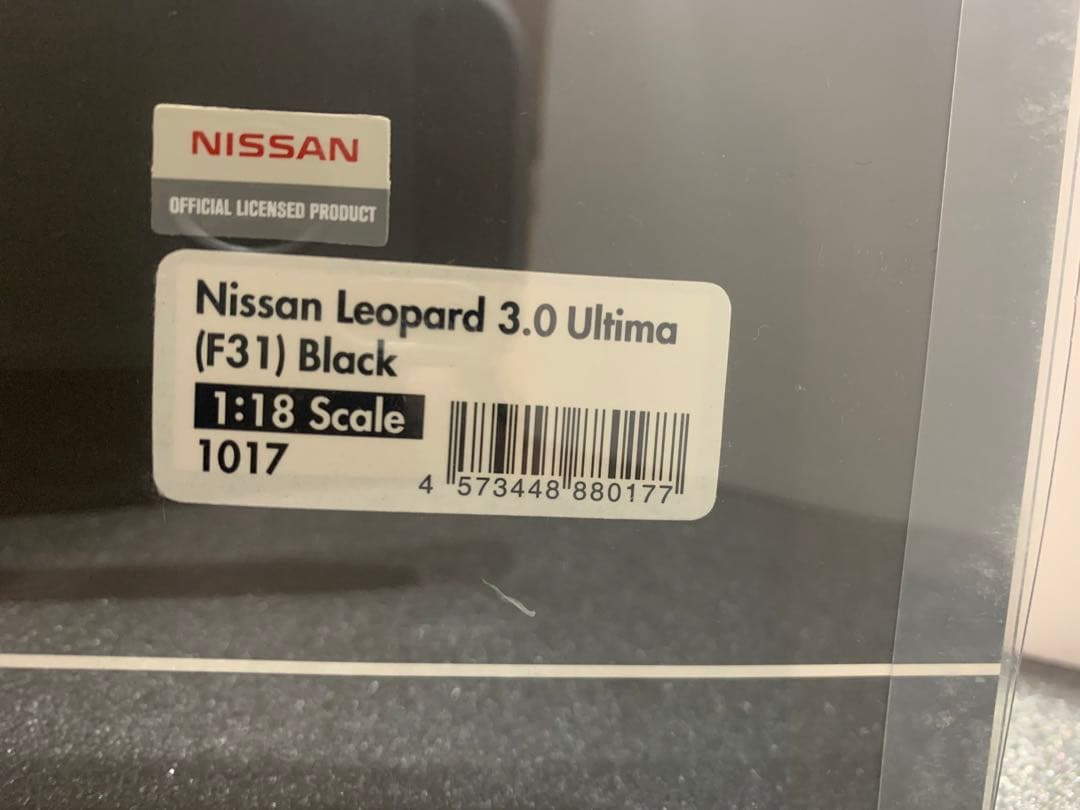 NISSAN
OFFICIAL LICENSED PRODUCT
Nissan Leopard 3.0 Ultima
(F31) Black
1:18 Scale
1017
4 573448 880177